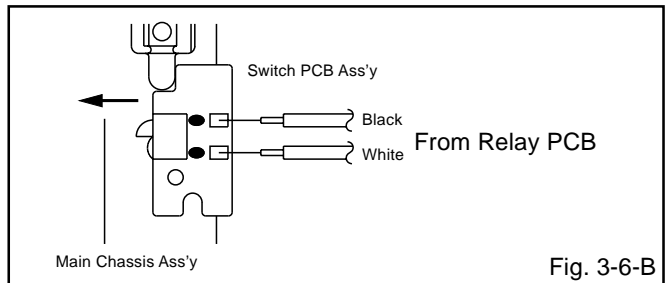 Switch PCB Ass'y
Black
From Relay PCB
White
Main Chassis Ass'y
Fig. 3-6-B